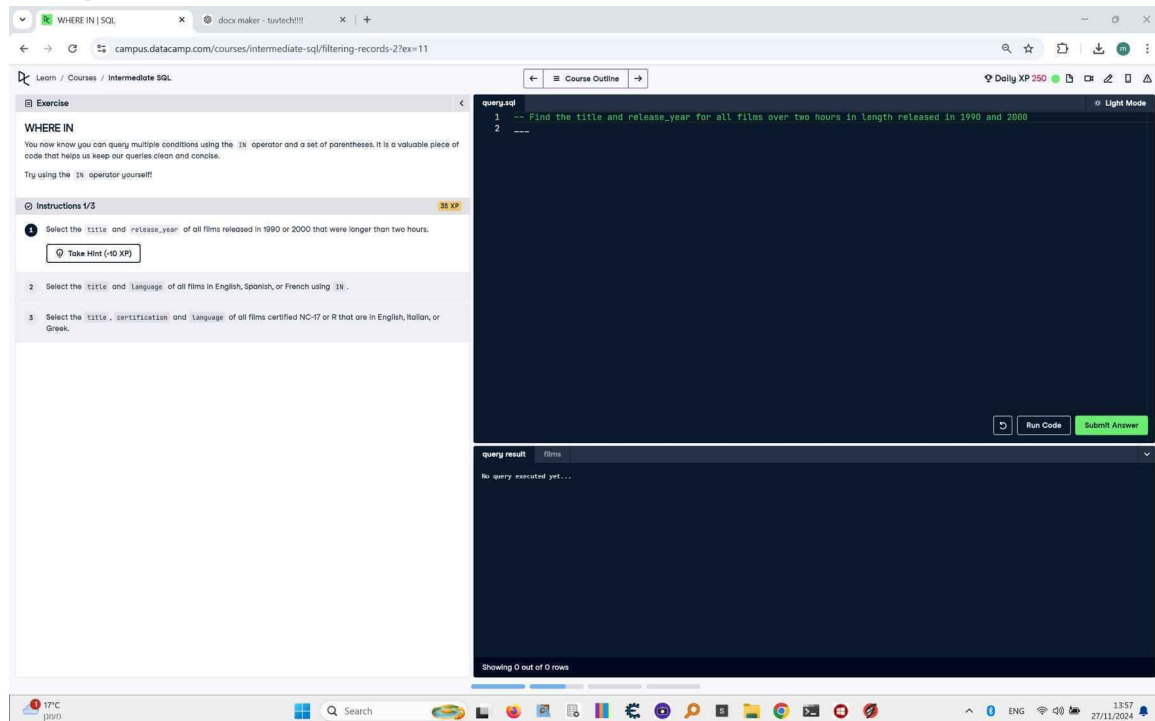 WHERE IN | SQL
docx maker - tuvtech!!!!
campus.datacamp.com/courses/intermediate-sql/filtering-records-2?ex=11
Learn / Courses / Intermediate SQL
Course Outline
Daily XP 250
Exercise
WHERE IN
You now know you can query multiple conditions using the IN operator and a set of parentheses. It is a valuable piece of
code that helps us keep our queries clean and concise.
Try using the IN operator yourself!
Instructions 1/3
35 XP
1 Select the title and release_year of all films released in 1990 or 2000 that were longer than two hours.
Take Hint (-10 XP)
2 Select the title and language of all films in English, Spanish, or French using IN .
3 Select the title , certification and language of all films certified NC-17 or R that are in English, Italian, or
Greek.
query.sql
Light Mode
1 -- Find the title and release_year for all films over two hours in length released in 1990 and 2000
2 ___
Run Code
Submit Answer
query result films
No query executed yet...
Showing 0 out of 0 rows
1
17°C
Search
ENG
13:57
27/11/2024